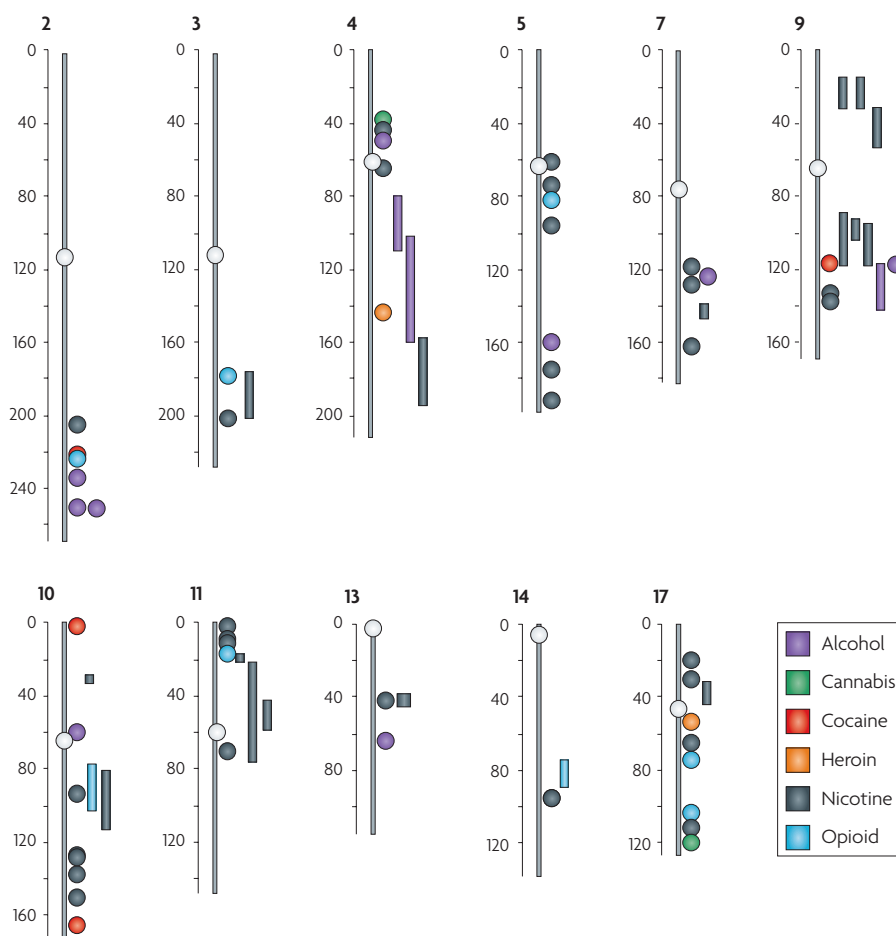 2 3 4 5 7 9
0 0 0 0 0 0
40 40 40 40 40 40
80 80 80 80 80 80
120 120 120 120 120 120
160 160 160 160 160 160
200 200 200
240
10 11 13 14 17
0 0 0 0 0
40 40 40 40 40
80 80 80 80 80
120 120 120 120
160
Alcohol
Cannabis
Cocaine
Heroin
Nicotine
Opioid